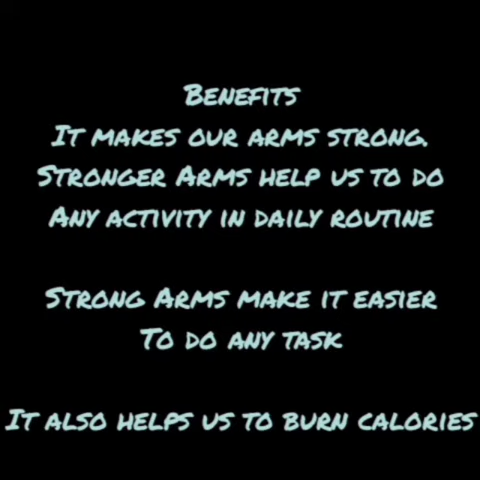 Benefits
It makes our arms strong.
Stronger Arms help us to do
Any activity in daily routine
Strong Arms make it easier
To do any task
It also helps us to burn calories